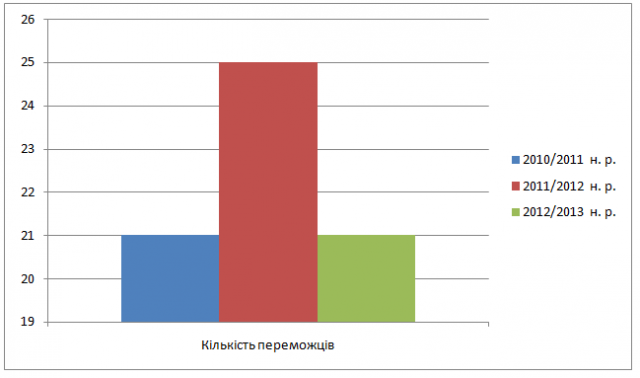 26
25
24
23
22
21
20
19
Кількість переможців
2010/2011 н. р.
2011/2012 н. р.
2012/2013 н. р.